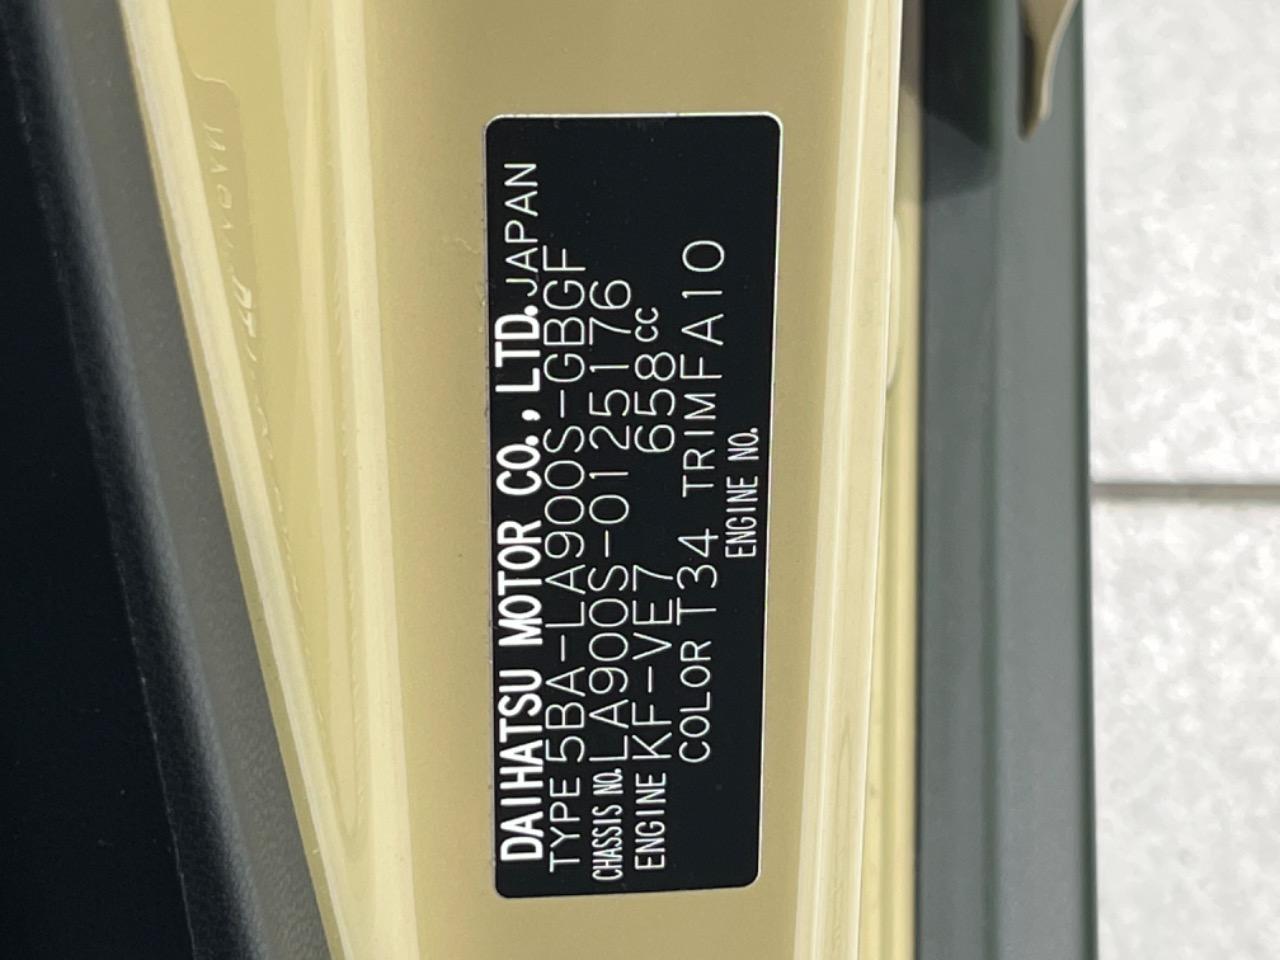 DAIHATSU MOTOR CO., LTD. JAPAN
TYPE 5BA-LA900S-GBGF
CHASSIS NO. LA900S-0125176
ENGINE KF-VE7 658cc
COLOR T34 TRIM FA10
ENGINE NO.